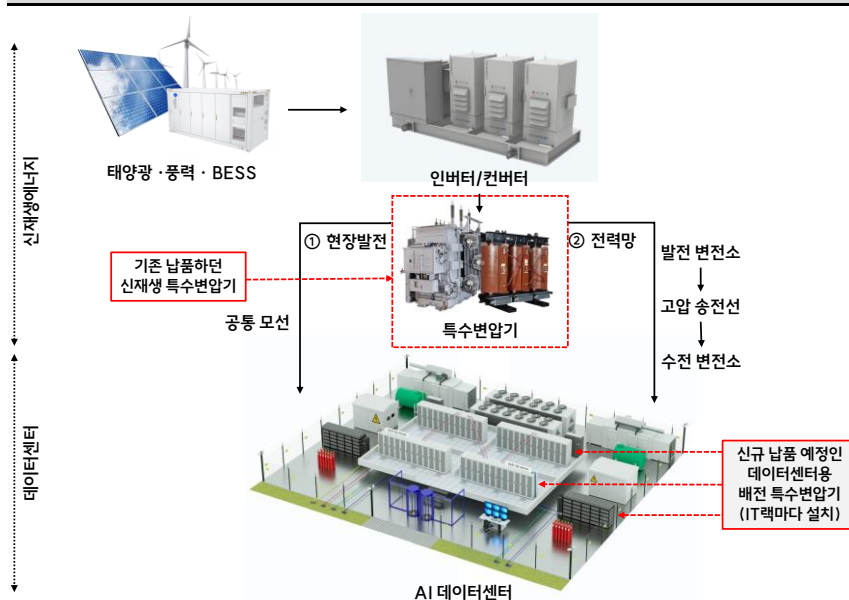 신재생에너지
태양광 · 풍력 · BESS
인버터/컨버터
① 현장발전
② 전력망
기존 납품하던
신재생 특수변압기
특수변압기
공통 모선
발전 변전소
고압 송전선
수전 변전소
데이터센터
신규 납품 예정인
데이터센터용
배전 특수변압기
(IT랙마다 설치)
AI 데이터센터